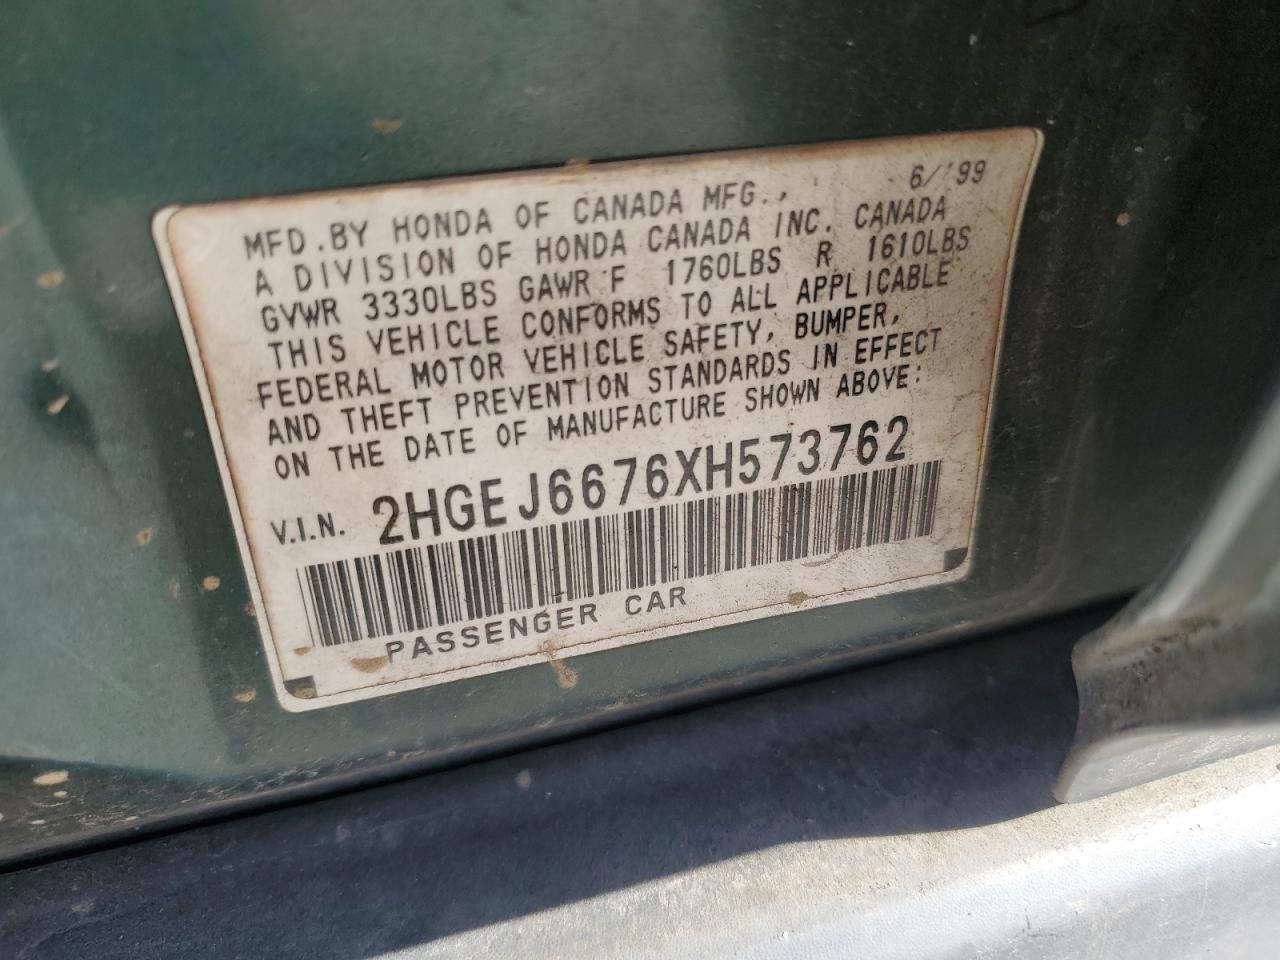 6/'99
MFD.BY HONDA OF CANADA MFG.,
A DIVISION OF HONDA CANADA INC. CANADA
GVWR 3330LBS GAWR F 1760LBS R 1610LBS
THIS VEHICLE CONFORMS TO ALL APPLICABLE
FEDERAL MOTOR VEHICLE SAFETY, BUMPER,
AND THEFT PREVENTION STANDARDS IN EFFECT
ON THE DATE OF MANUFACTURE SHOWN ABOVE:
V.I.N. 2HGEJ6676XH573762
PASSENGER CAR